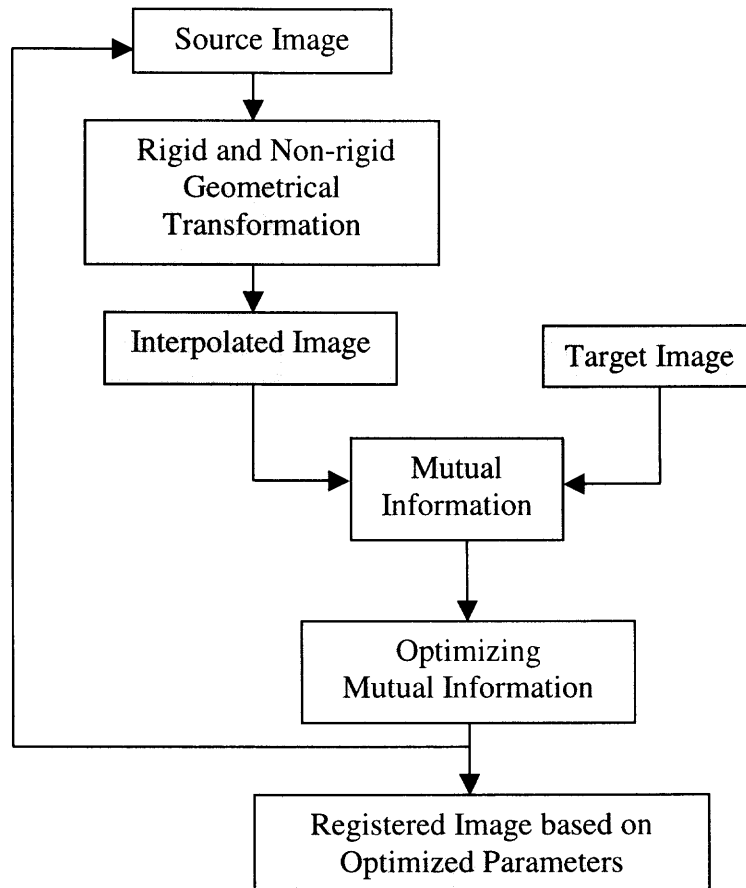 Source Image
Rigid and Non-rigid
Geometrical
Transformation
Interpolated Image
Target Image
Mutual
Information
Optimizing
Mutual Information
Registered Image based on
Optimized Parameters